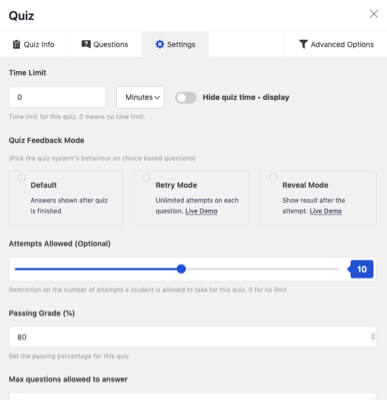 Quiz
Quiz Info
Questions
Settings
Advanced Options
Time Limit
0
Minutes
Hide quiz time - display
Time limit for this quiz. 0 means no time limit.
Quiz Feedback Mode
(Pick the quiz system"s behaviour on choice based questions)
Default
Answers shown after quiz
is finished
Retry Mode
Unlimited attempts on each
question. Live Demo
Reveal Mode
Show result after the
attempt. Live Demo
Attempts Allowed (Optional)
10
Restriction on the number of attempts a student is allowed to take for this quiz. 0 for no limit
Passing Grade (%)
80
Set the passing percentage for this quiz
Max questions allowed to answer